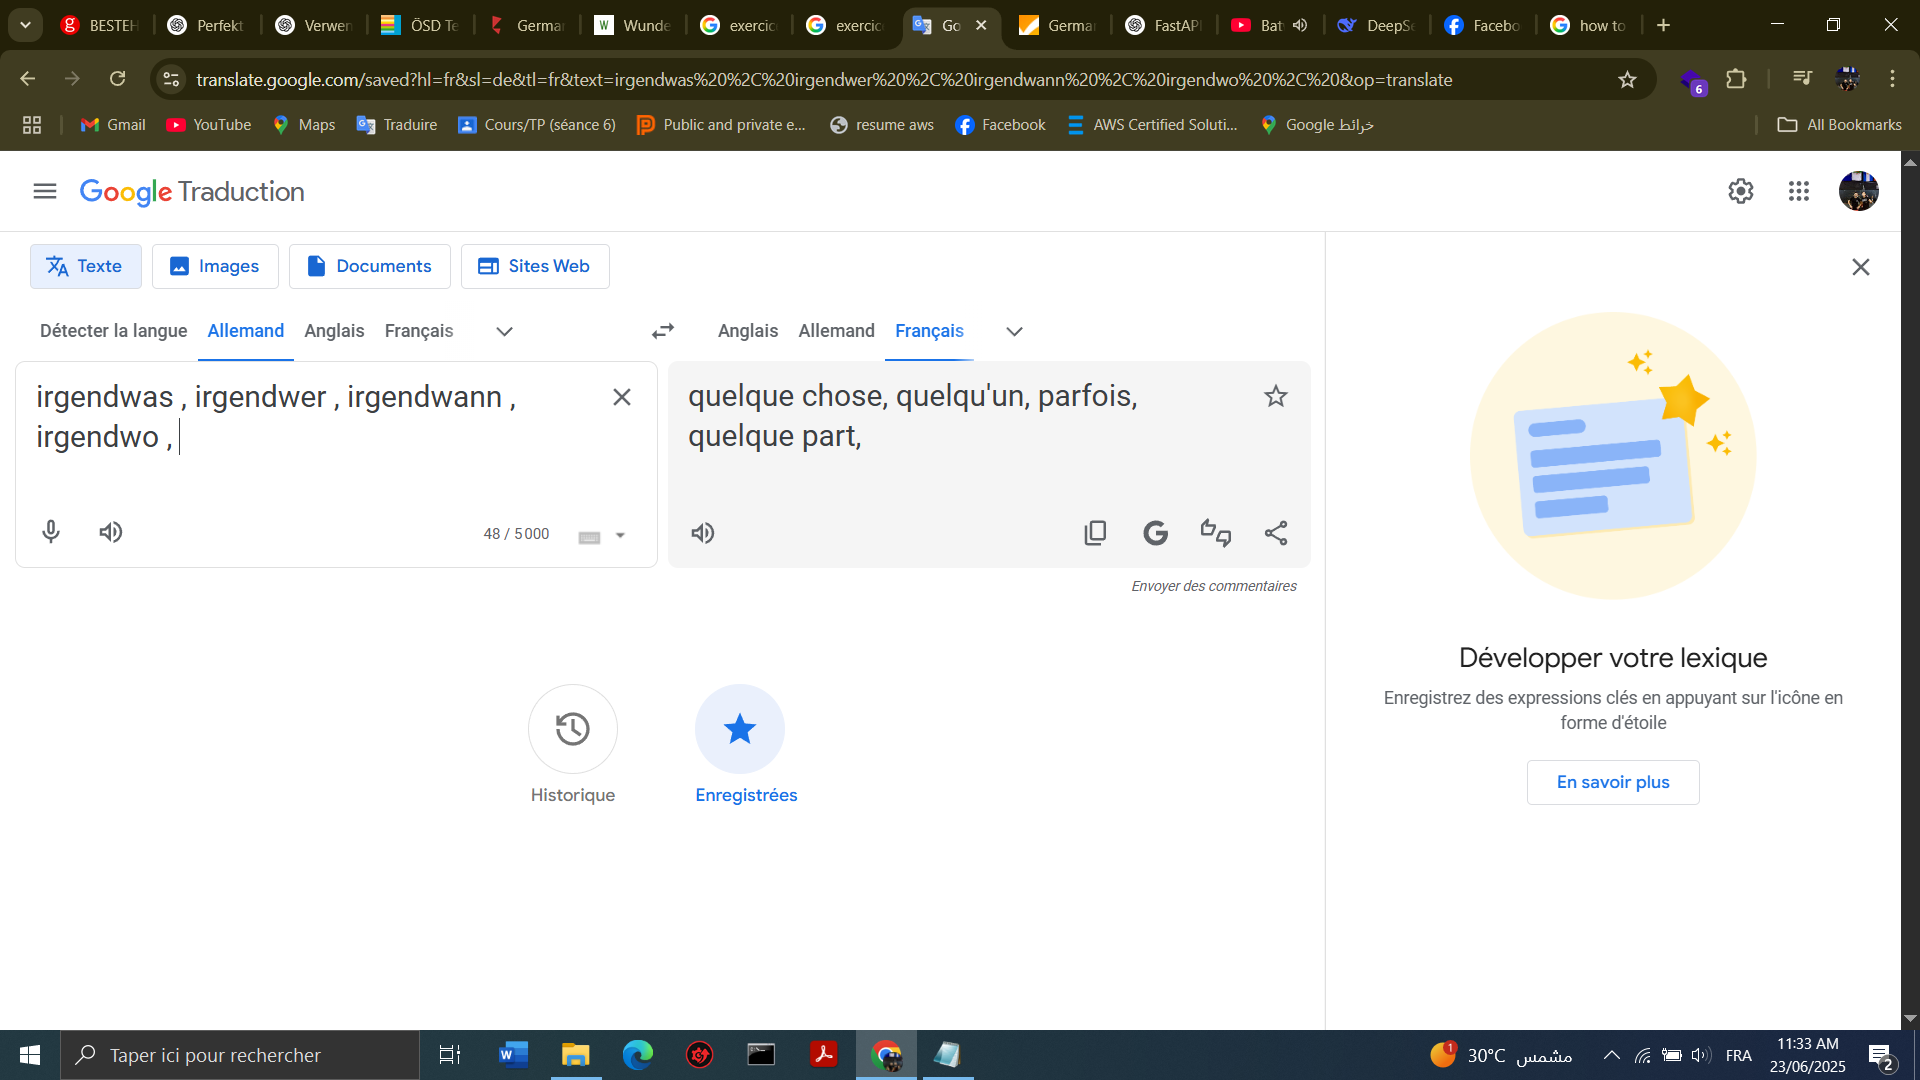 BESTEH
Perfekt
Verwen
ÖSD Te
German
Wunde
exercic
exercic
Go
German
FastAPI
Bat
DeepSe
Facebo
how to
translate.google.com/saved?hl=fr&sl=de&tl=fr&text=irgendwas%20%2C%20irgendwer%20%2C%20irgendwann%20%2C%20irgendwo%20%2C%20&op=translate
6
Gmail
YouTube
Maps
Traduire
Cours/TP (séance 6)
Public and private e...
resume aws
Facebook
AWS Certified Soluti...
خرائط Google
All Bookmarks
Google Traduction
Texte
Images
Documents
Sites Web
Détecter la langue
Allemand
Anglais
Français
Anglais
Allemand
Français
irgendwas , irgendwer , irgendwann ,
irgendwo ,
quelque chose, quelqu'un, parfois,
quelque part,
48 / 5 000
Envoyer des commentaires
Historique
Enregistrées
Développer votre lexique
Enregistrez des expressions clés en appuyant sur l'icône en
forme d'étoile
En savoir plus
Taper ici pour rechercher
1
30°C مشمس
FRA
11:33 AM
23/06/2025
2